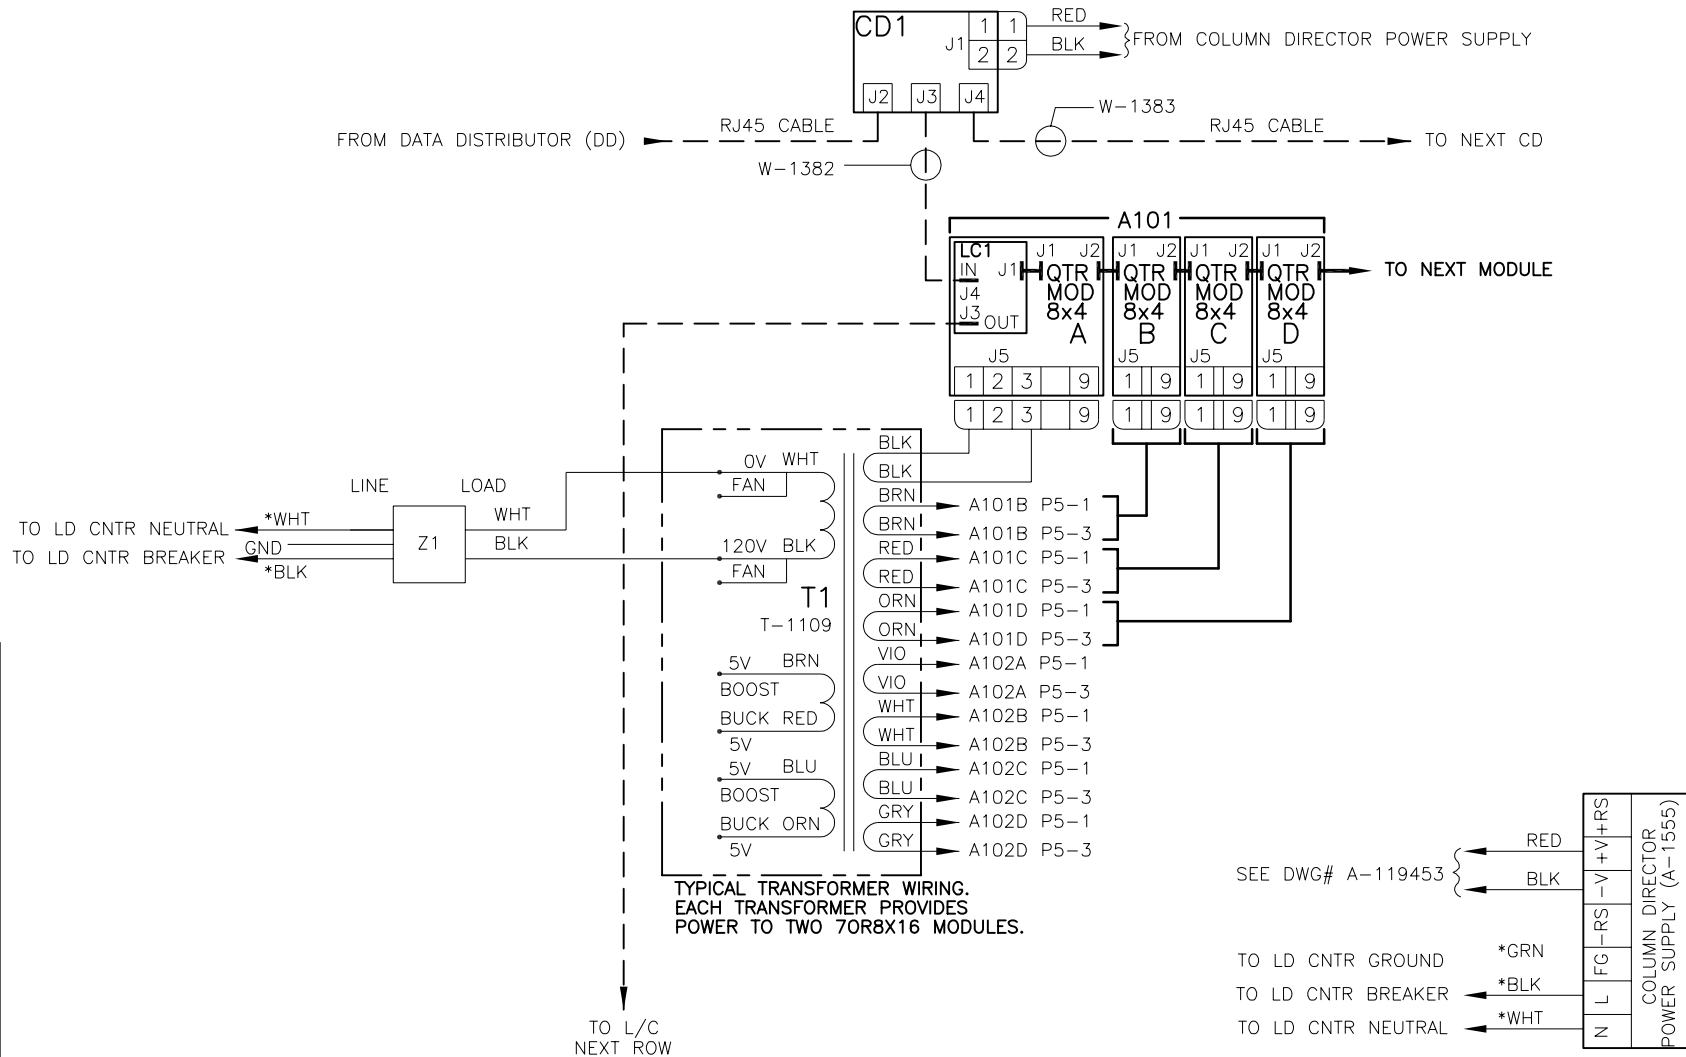 CD1
J1
1 1
2 2
RED
BLK
FROM COLUMN DIRECTOR POWER SUPPLY
J2 J3 J4
W-1383
FROM DATA DISTRIBUTOR (DD)
RJ45 CABLE
RJ45 CABLE
TO NEXT CD
W-1382
A101
LC1
IN
J1
J4
J3
OUT
J1 J2
QTR
MOD
8x4
A
J5
1 2 3 9
1 2 3 9
J1 J2
QTR
MOD
8x4
B
J5
1 9
1 9
J1 J2
QTR
MOD
8x4
C
J5
1 9
1 9
J1 J2
QTR
MOD
8x4
D
J5
1 9
1 9
TO NEXT MODULE
LINE
LOAD
TO LD CNTR NEUTRAL
*WHT
TO LD CNTR BREAKER
GND
*BLK
Z1
WHT
BLK
0V WHT
FAN
120V BLK
FAN
T1
T-1109
5V BRN
BOOST
BUCK RED
5V
5V BLU
BOOST
BUCK ORN
5V
BLK
BLK
BRN A101B P5-1
BRN A101B P5-3
RED A101C P5-1
RED A101C P5-3
ORN A101D P5-1
ORN A101D P5-3
VIO A102A P5-1
VIO A102A P5-3
WHT A102B P5-1
WHT A102B P5-3
BLU A102C P5-1
BLU A102C P5-3
GRY A102D P5-1
GRY A102D P5-3
TYPICAL TRANSFORMER WIRING.
EACH TRANSFORMER PROVIDES
POWER TO TWO 70R8X16 MODULES.
TO L/C
NEXT ROW
SEE DWG# A-119453
RED
BLK
TO LD CNTR GROUND
*GRN
TO LD CNTR BREAKER
*BLK
TO LD CNTR NEUTRAL
*WHT
N L FG -RS -V +V +RS
COLUMN DIRECTOR
POWER SUPPLY (A-1555)